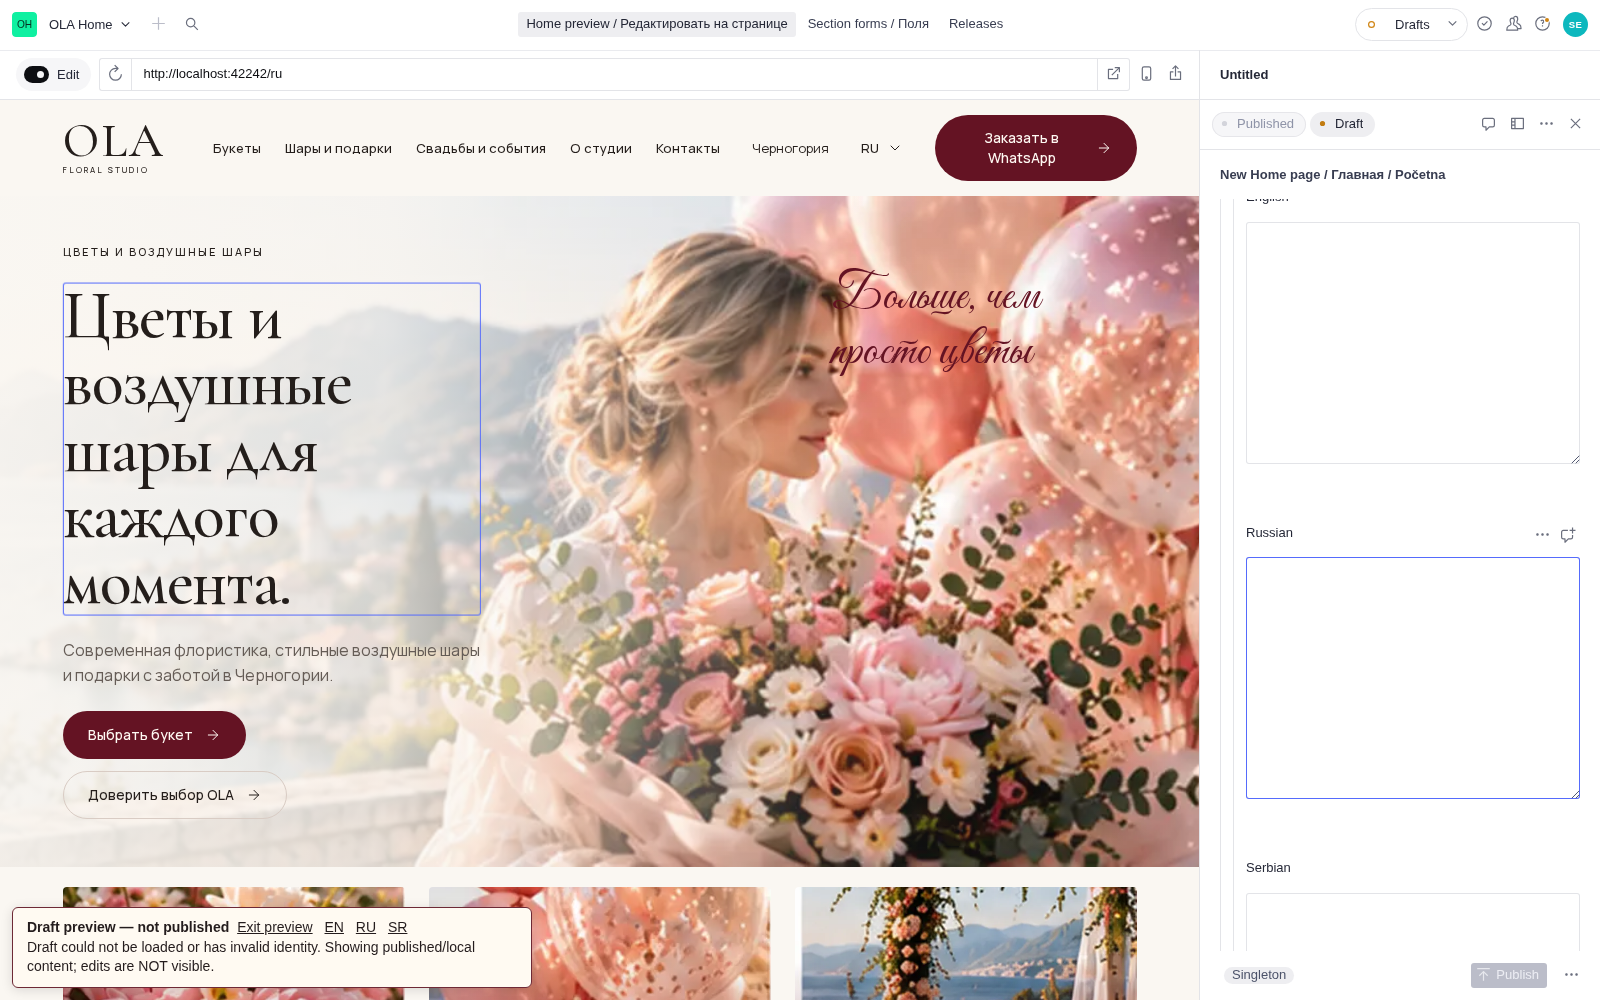 OH
OLA Home
Home preview / Редактировать на странице
Section forms / Поля
Releases
Drafts
SE
Edit
http://localhost:42242/ru
Untitled
Published
Draft
New Home page / Главная / Početna
OLA
FLORAL STUDIO
Букеты
Шары и подарки
Свадьбы и события
О студии
Контакты
Черногория
RU
Заказать в
WhatsApp
ЦВЕТЫ И ВОЗДУШНЫЕ ШАРЫ
Цветы и
воздушные
шары для
каждого
момента.
Больше, чем
просто цветы
Современная флористика, стильные воздушные шары
и подарки с заботой в Черногории.
Выбрать букет
Доверить выбор OLA
Draft preview — not published Exit preview EN RU SR
Draft could not be loaded or has invalid identity. Showing published/local
content; edits are NOT visible.
English
Russian
Serbian
Singleton
Publish